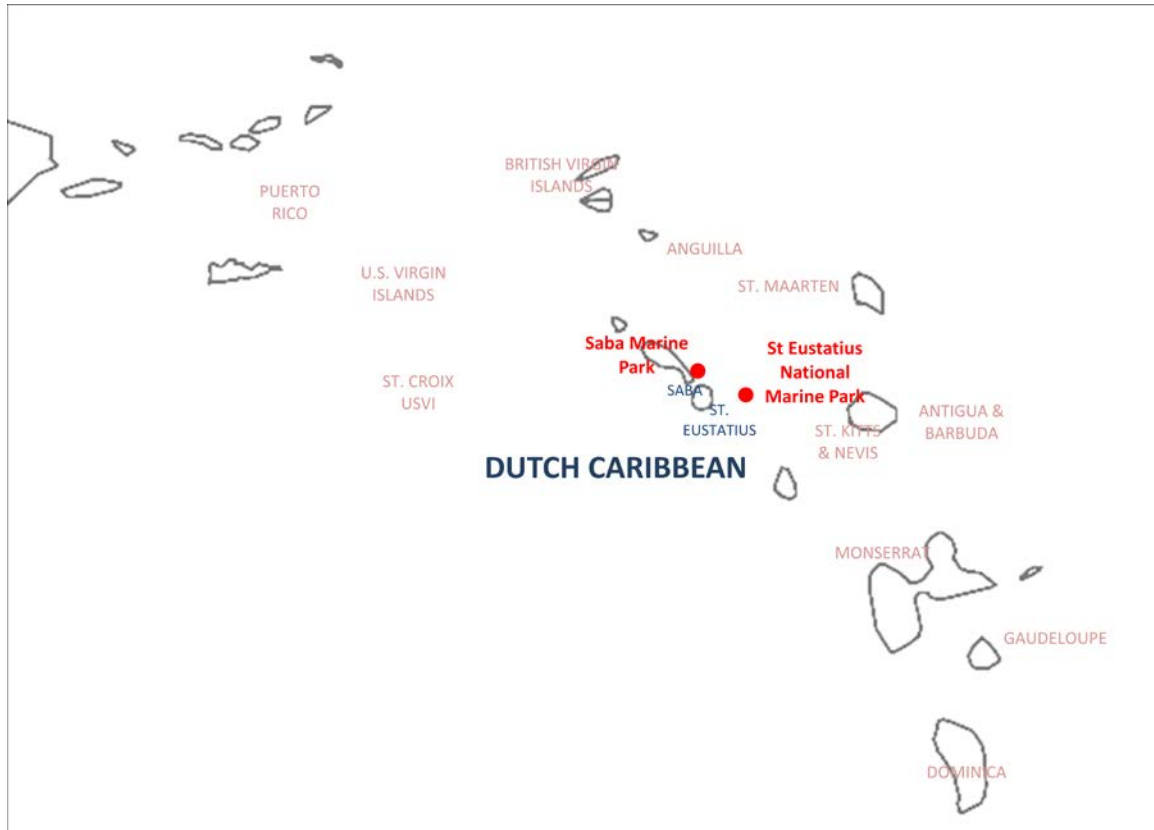 BRITISH VIRGIN
ISLANDS
PUERTO
RICO
ANGUILLA
U.S. VIRGIN
ISLANDS
ST. MAARTEN
Saba Marine
Park
St Eustatius
National
Marine Park
ST. CROIX
USVI
SABA
ST.
EUSTATIUS
ST. KITTS
& NEVIS
ANTIGUA &
BARBUDA
DUTCH CARIBBEAN
MONSERRAT
GAUDELOUPE
DOMINICA